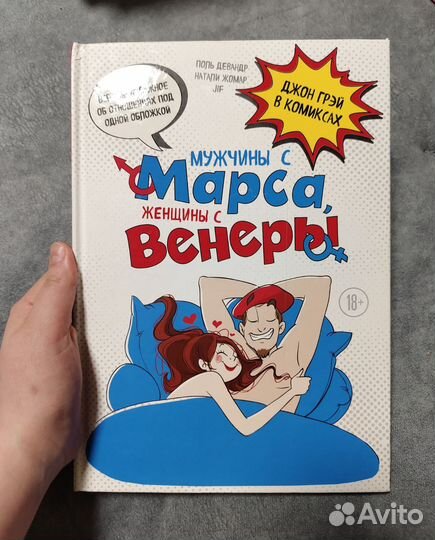 ПОЛЬ ДЕВАНДР
НАТАЛИ ЖОМАР
JIF
ОБ ОТНОШЕНИЯХ ПОД
ОДНОЙ ОБЛОЖКОЙ
ДЖОН ГРЭЙ
В КОМИКСАХ
МУЖЧИНЫ С
МАРСА,
ЖЕНЩИНЫ С
ВЕНЕРЫ
18+
Avito